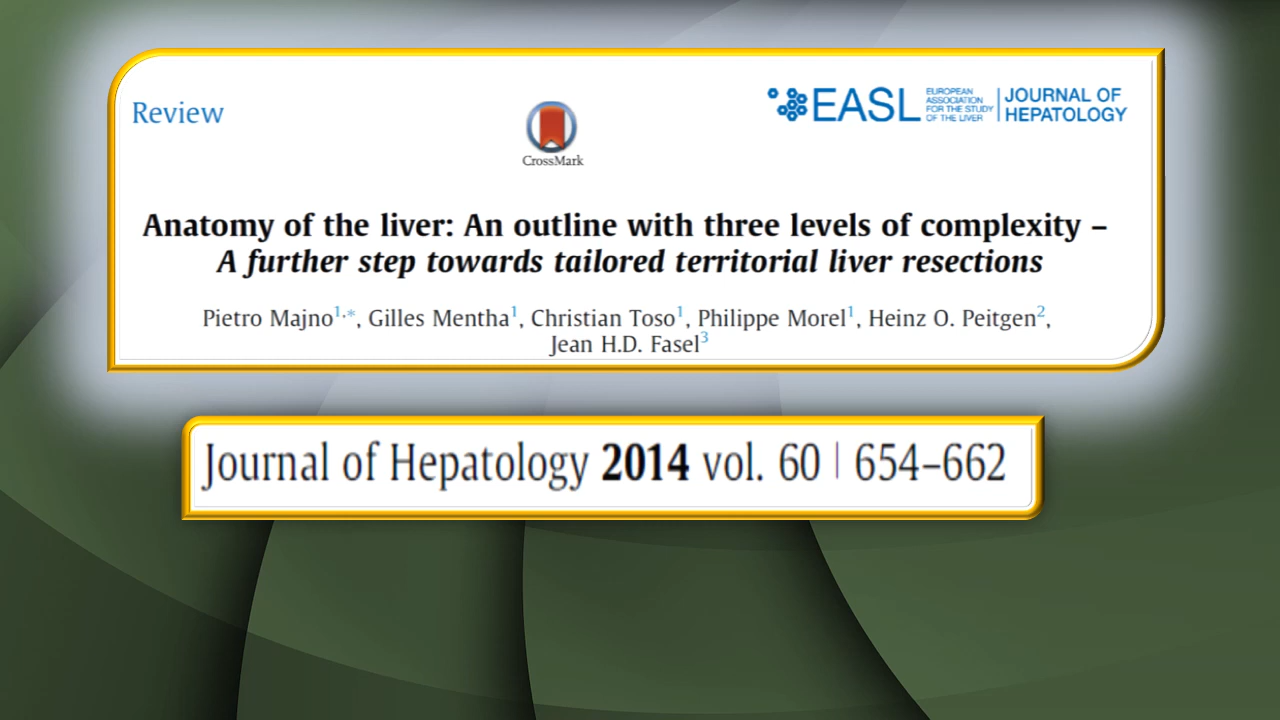 Review
CrossMark
EASL
EUROPEAN
ASSOCIATION
FOR THE STUDY
OF THE LIVER
JOURNAL OF
HEPATOLOGY
Anatomy of the liver: An outline with three levels of complexity –
A further step towards tailored territorial liver resections
Pietro Majno1,*, Gilles Mentha1, Christian Toso1, Philippe Morel1, Heinz O. Peitgen2,
Jean H.D. Fasel3
Journal of Hepatology 2014 vol. 60 | 654–662